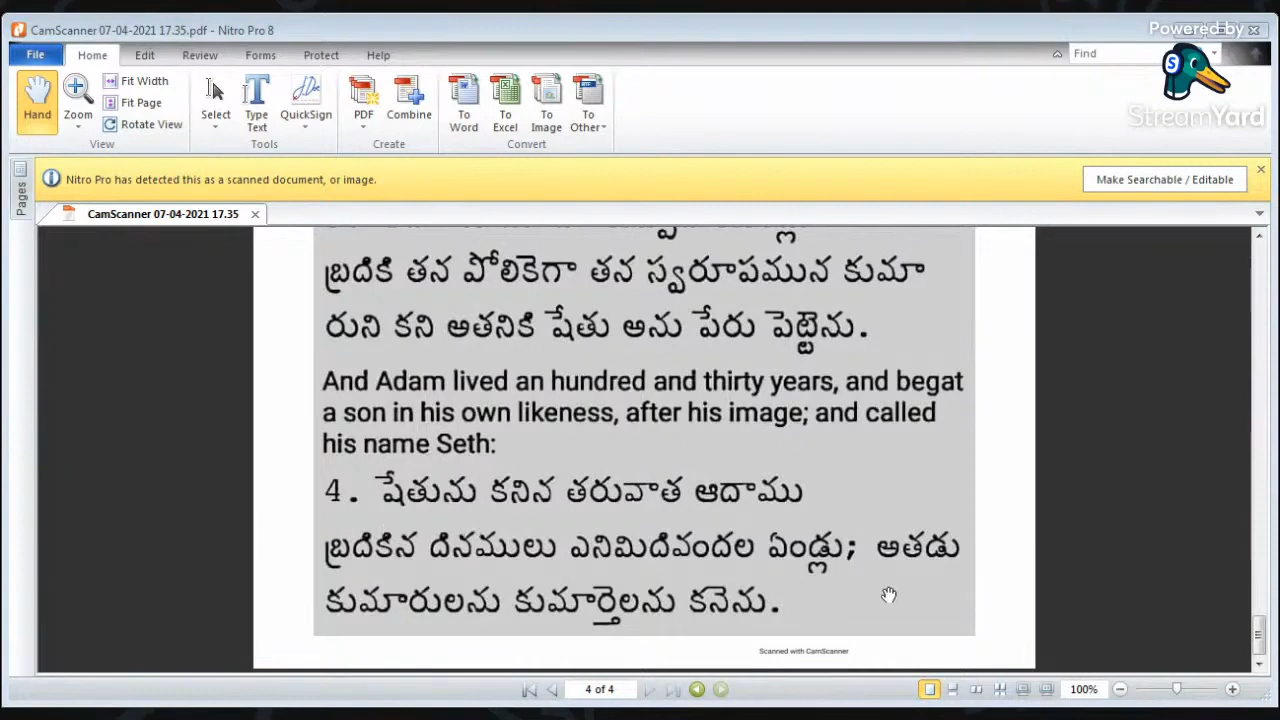 CamScanner 07-04-2021 17.35.pdf - Nitro Pro 8
Powered by
File Home Edit Review Forms Protect Help
Find
StreamYard
Hand
Zoom
Fit Width
Fit Page
Rotate View
View
Select
Type Text
QuickSign
Tools
PDF
Combine
Create
To Word
To Excel
To Image
To Other
Convert
Pages
Nitro Pro has detected this as a scanned document, or image.
Make Searchable / Editable
CamScanner 07-04-2021 17.35
బ్రదికి తన పోలికెగా తన స్వరూపమున కుమా
రుని కని అతనికి షేతు అను పేరు పెట్టెను.
And Adam lived an hundred and thirty years, and begat
a son in his own likeness, after his image; and called
his name Seth:
4. షేతును కనిన తరువాత ఆదాము
బ్రదికిన దినములు ఎనిమిదివందల ఏండ్లు; అతడు
కుమారులను కుమార్తెలను కనెను.
Scanned with CamScanner
4 of 4
100%